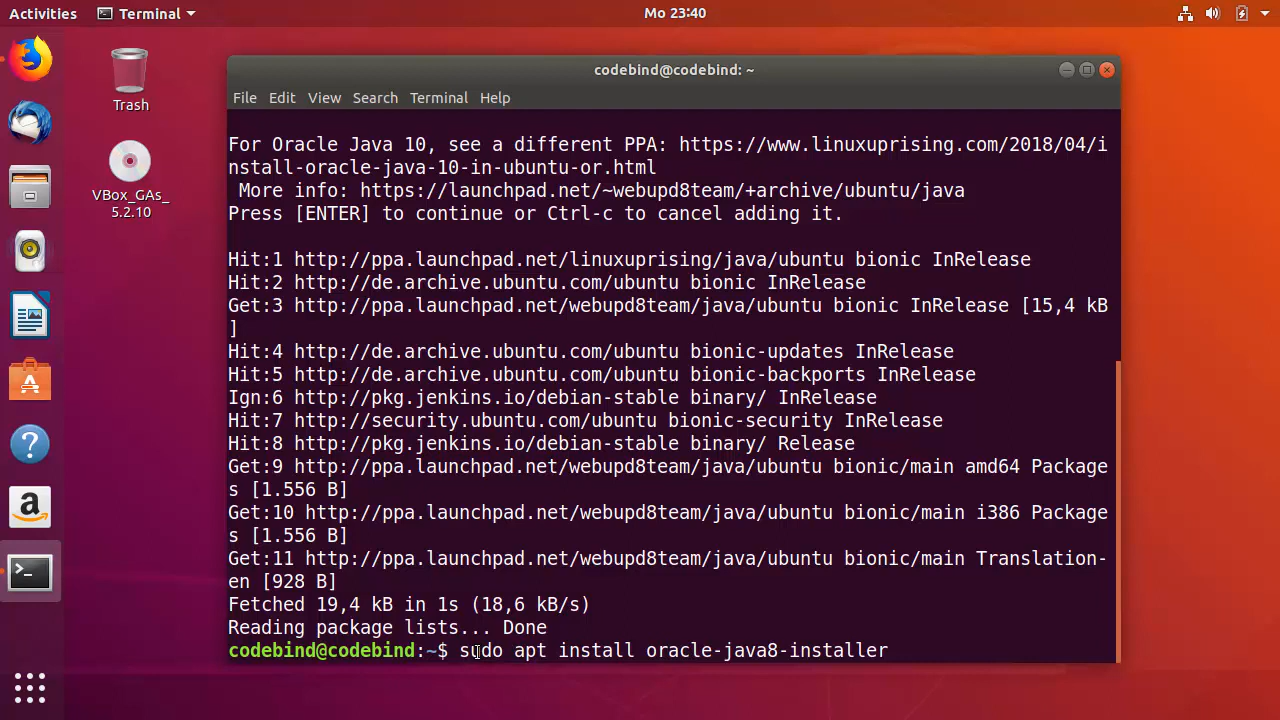 Activities
Terminal
Mo 23:40
Trash
VBox_GAs_
5.2.10
codebind@codebind: ~
File Edit View Search Terminal Help
For Oracle Java 10, see a different PPA: https://www.linuxuprising.com/2018/04/i
nstall-oracle-java-10-in-ubuntu-or.html
 More info: https://launchpad.net/~webupd8team/+archive/ubuntu/java
Press [ENTER] to continue or Ctrl-c to cancel adding it.
Hit:1 http://ppa.launchpad.net/linuxuprising/java/ubuntu bionic InRelease
Hit:2 http://de.archive.ubuntu.com/ubuntu bionic InRelease
Get:3 http://ppa.launchpad.net/webupd8team/java/ubuntu bionic InRelease [15,4 kB
]
Hit:4 http://de.archive.ubuntu.com/ubuntu bionic-updates InRelease
Hit:5 http://de.archive.ubuntu.com/ubuntu bionic-backports InRelease
Ign:6 http://pkg.jenkins.io/debian-stable binary/ InRelease
Hit:7 http://security.ubuntu.com/ubuntu bionic-security InRelease
Hit:8 http://pkg.jenkins.io/debian-stable binary/ Release
Get:9 http://ppa.launchpad.net/webupd8team/java/ubuntu bionic/main amd64 Package
s [1.556 B]
Get:10 http://ppa.launchpad.net/webupd8team/java/ubuntu bionic/main i386 Package
s [1.556 B]
Get:11 http://ppa.launchpad.net/webupd8team/java/ubuntu bionic/main Translation-
en [928 B]
Fetched 19,4 kB in 1s (18,6 kB/s)
Reading package lists... Done
codebind@codebind:~$ sudo apt install oracle-java8-installer